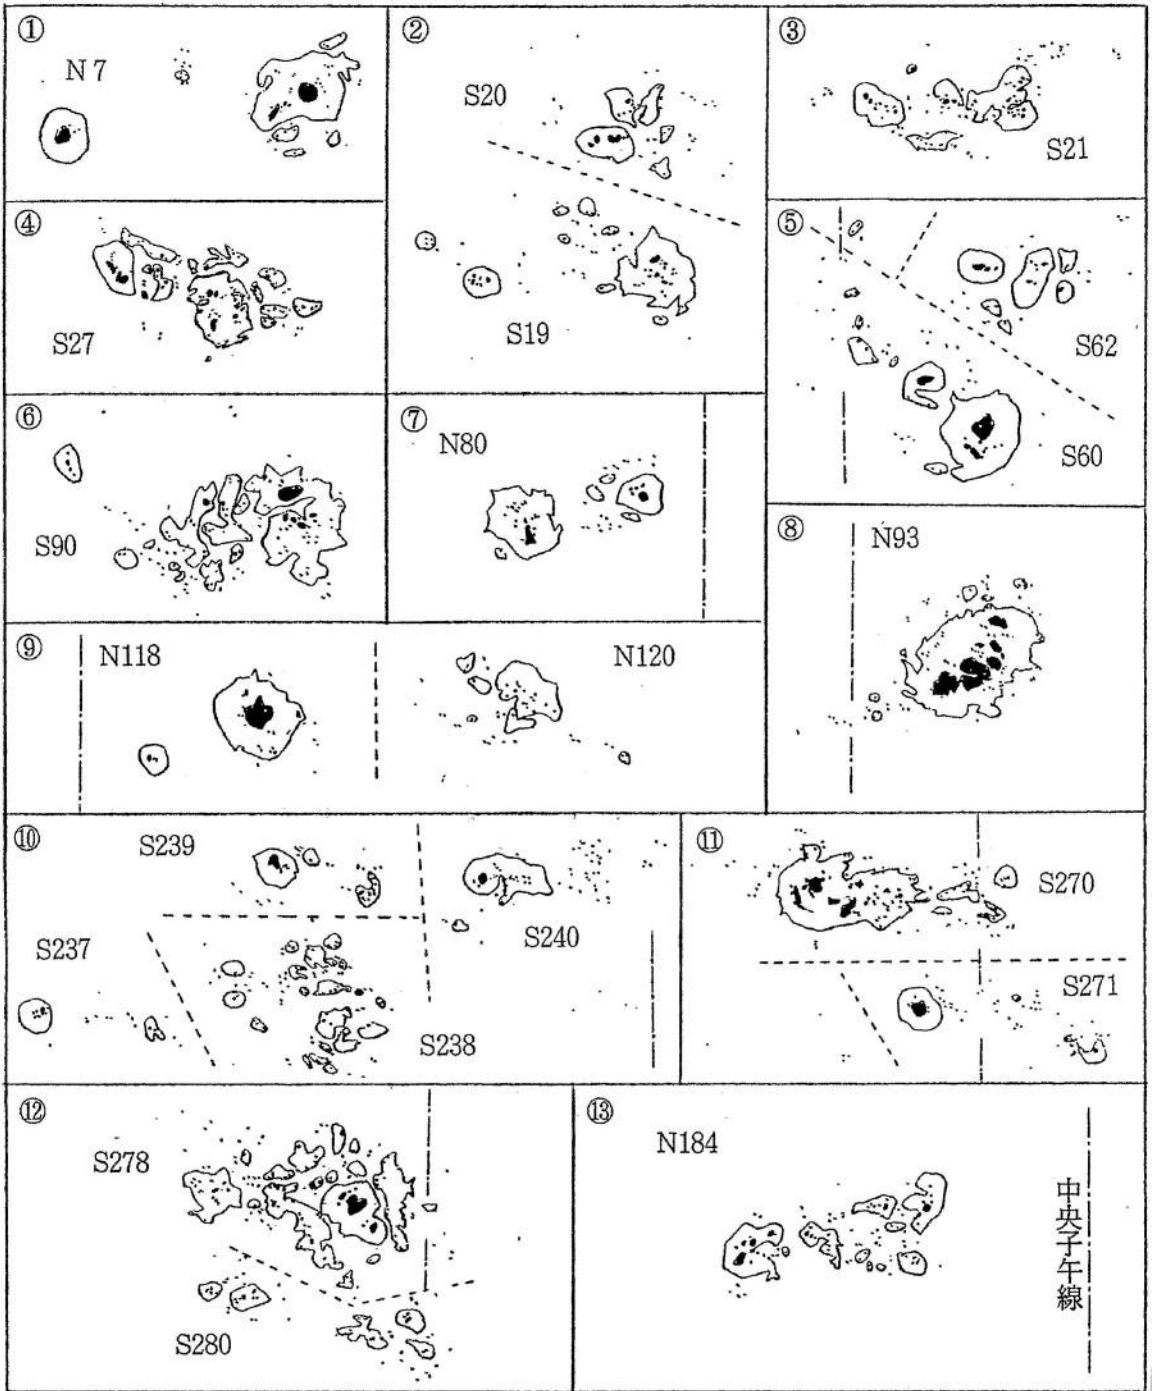 ①
N 7
②
S20
S19
③
S21
④
S27
⑤
S62
S60
⑥
S90
⑦
N80
⑧
N93
⑨
N118
N120
⑩
S239
S237
S240
S238
⑪
S270
S271
⑫
S278
S280
⑬
N184
中央子午線